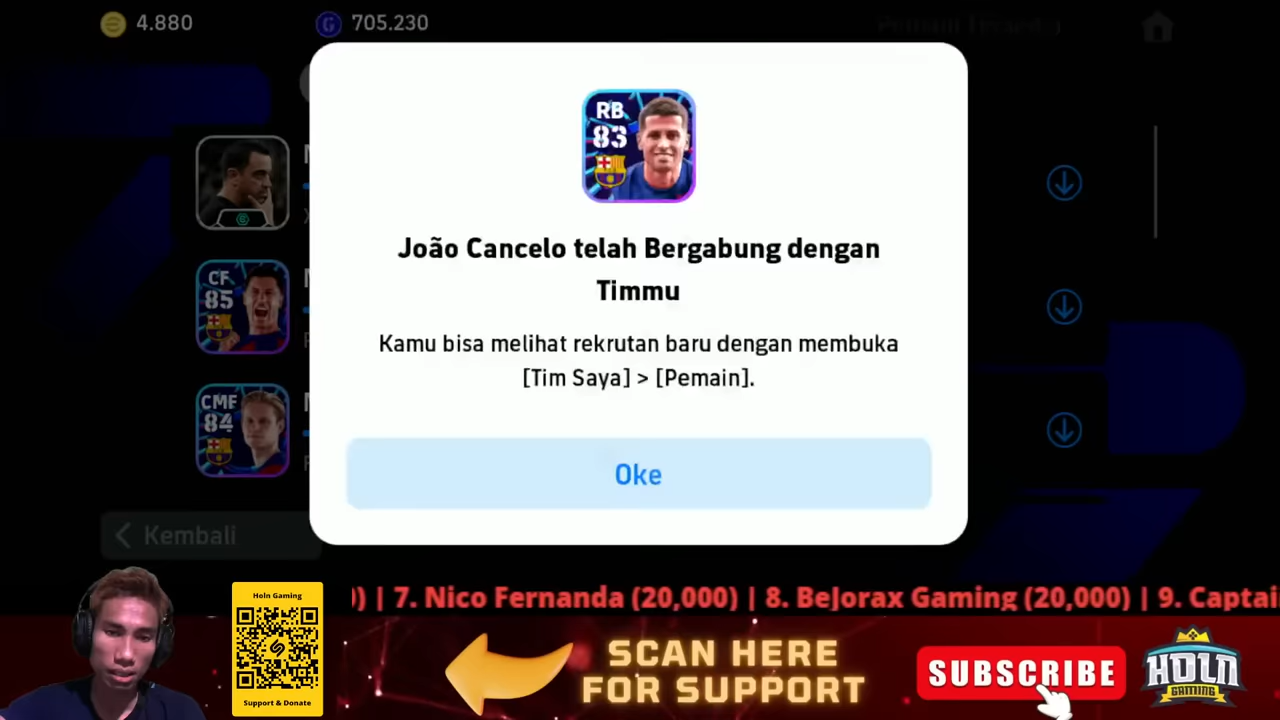 4.880
705.230
RB
83
João Cancelo telah Bergabung dengan
Timmu
Kamu bisa melihat rekrutan baru dengan membuka
[Tim Saya] > [Pemain].
Oke
CF
85
CMF
84
Kembali
Holn Gaming
Support & Donate
) | 7. Nico Fernanda (20,000) | 8. BeJorax Gaming (20,000) | 9. Captai
SCAN HERE
FOR SUPPORT
SUBSCRIBE
HOLN
GAMING